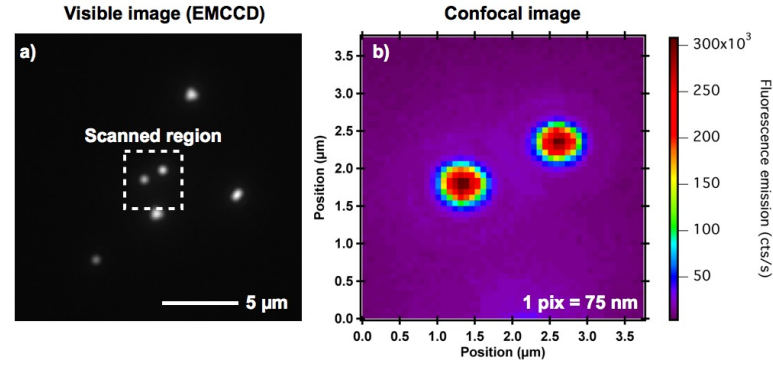 Visible image (EMCCD)
a)
Scanned region
5 µm
Confocal image
b)
3.5
3.0
2.5
2.0
1.5
1.0
0.5
0.0
Position (µm)
0.0 0.5 1.0 1.5 2.0 2.5 3.0 3.5
Position (µm)
1 pix = 75 nm
300x10³
250
200
150
100
50
Fluorescence emission (cts/s)